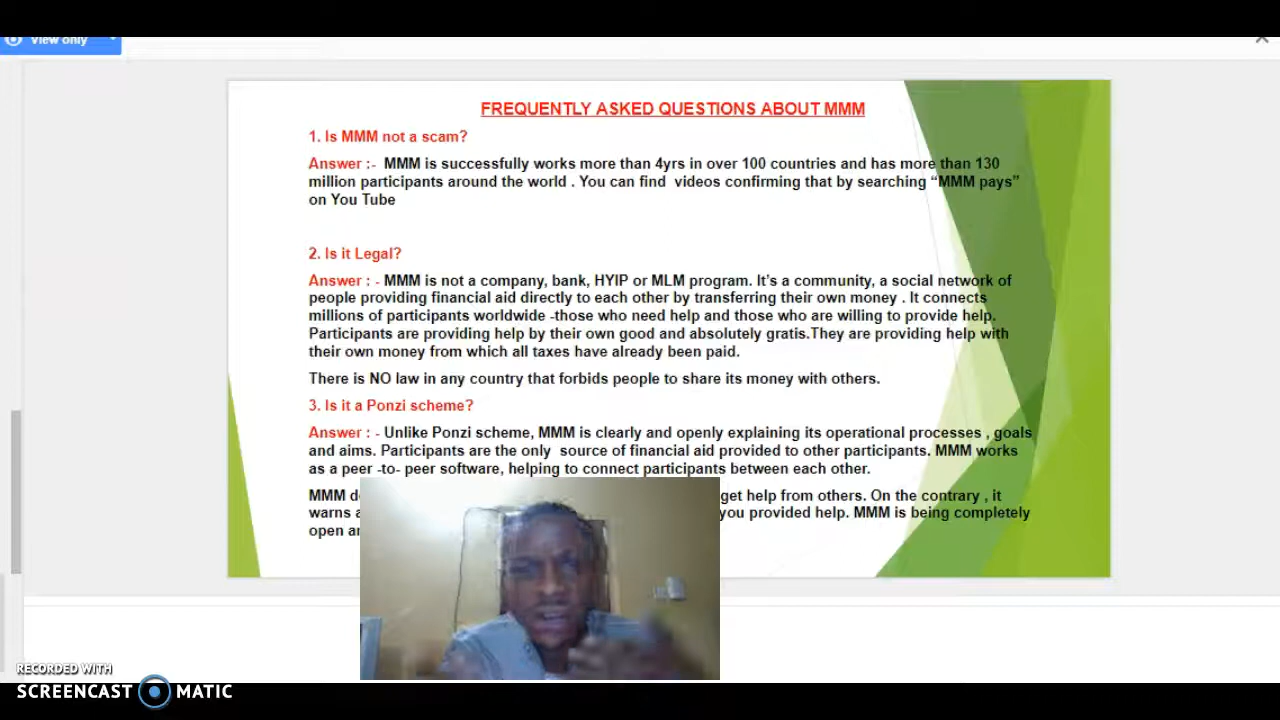 View only
FREQUENTLY ASKED QUESTIONS ABOUT MMM
1. Is MMM not a scam?
Answer :- MMM is successfully works more than 4yrs in over 100 countries and has more than 130
million participants around the world . You can find videos confirming that by searching “MMM pays”
on You Tube
2. Is it Legal?
Answer : - MMM is not a company, bank, HYIP or MLM program. It’s a community, a social network of
people providing financial aid directly to each other by transferring their own money . It connects
millions of participants worldwide -those who need help and those who are willing to provide help.
Participants are providing help by their own good and absolutely gratis.They are providing help with
their own money from which all taxes have already been paid.
There is NO law in any country that forbids people to share its money with others.
3. Is it a Ponzi scheme?
Answer : - Unlike Ponzi scheme, MMM is clearly and openly explaining its operational processes , goals
and aims. Participants are the only source of financial aid provided to other participants. MMM works
as a peer -to- peer software, helping to connect participants between each other.
MMM get help from others. On the contrary , it
warns you provided help. MMM is being completely
open
RECORDED WITH
SCREENCAST MATIC